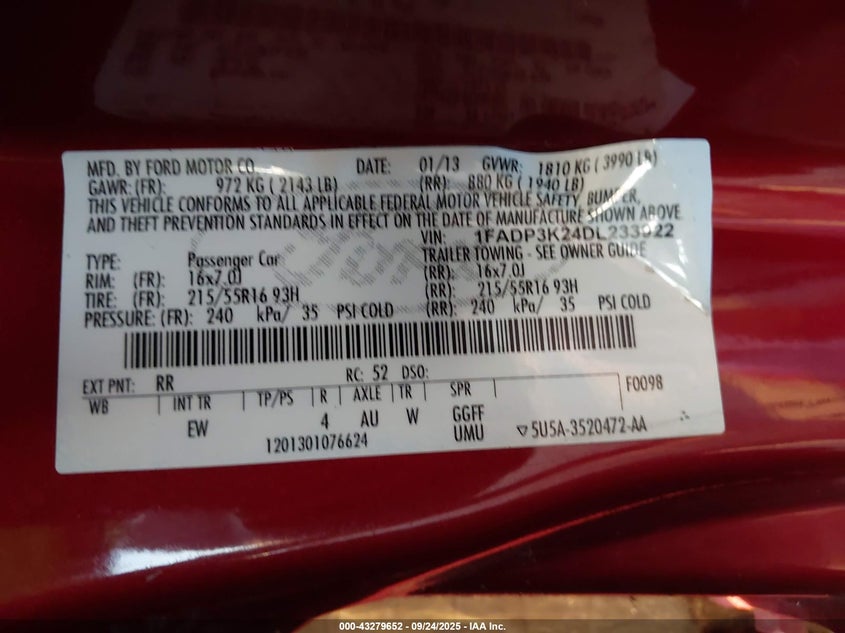 MFD. BY FORD MOTOR CO. DATE: 01/13 GVWR: 1810 KG ( 3990 LB)
GAWR: (FR): 972 KG ( 2143 LB) (RR): 880 KG ( 1940 LB)
THIS VEHICLE CONFORMS TO ALL APPLICABLE FEDERAL MOTOR VEHICLE SAFETY, BUMPER,
AND THEFT PREVENTION STANDARDS IN EFFECT ON THE DATE OF MANUFACTURE SHOWN ABOVE.
VIN: 1FADP3K24DL233922
TYPE: Passenger Car TRAILER TOWING - SEE OWNER GUIDE
RIM: (FR): 16x7.0J (RR): 16x7.0J
TIRE: (FR): 215/55R16 93H (RR): 215/55R16 93H
PRESSURE: (FR): 240 kPa/ 35 PSI COLD (RR): 240 kPa/ 35 PSI COLD
EXT PNT: RR RC: 52 DSO: F0098
WB INT TR TP/PS R AXLE TR SPR
EW 4 AU W GGFF
1201301076624 UMU 5U5A-3520472-AA
000-43279652 - 09/24/2025 - IAA Inc.